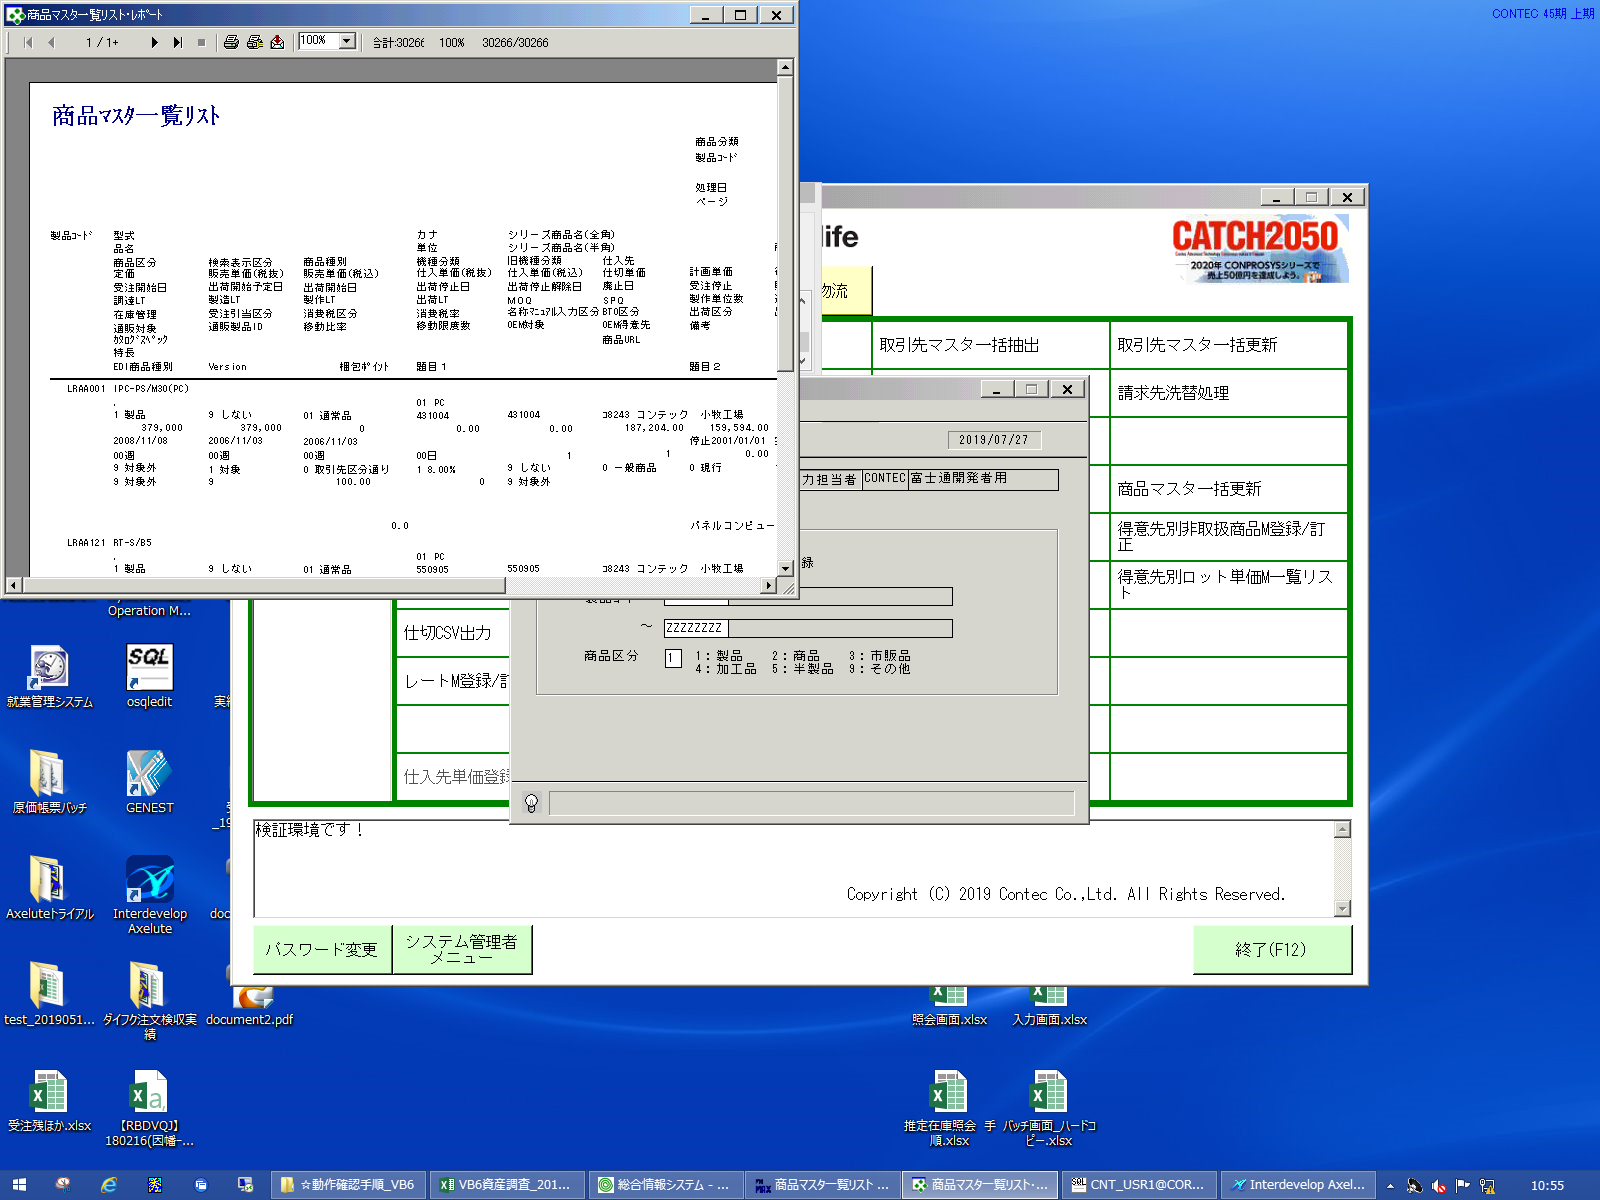 商品マスタ一覧リスト・レポート
CONTEC 45期 上期
1 / 1+
100%
合計:30266
100%
30266/30266
商品マスタ一覧リスト
商品分類
製品コード
処理日
ページ
製品コード 型式 カナ シリーズ商品名(全角)
品名 単位 シリーズ商品名(半角)
商品区分 検索表示区分 商品種別 機種分類 旧機種分類 仕入先
定価 販売単価(税抜) 販売単価(税込) 仕入単価(税抜) 仕入単価(税込) 仕切単価 計画単価
受注開始日 出荷開始予定日 出荷開始日 出荷停止日 出荷停止解除日 廃止日 受注停止
調達LT 製造LT 製作LT 出荷LT MOQ SPQ 製作単位数
在庫管理 受注引当区分 消費税区分 消費税率 名称マニュアル入力区分 BTO区分 出荷区分
通販対象 通販製品ID 移動比率 移動限度数 OEM対象 OEM得意先 備考
カタログスペック 商品URL
特長
EDI商品種別 Version 梱包ポイント 題目1 題目2
LRAA001 IPC-PS/M30(PC)
. 01 PC
1 製品 9 しない 01 通常品 431004 431004 ｺ8243 コンテック 小牧工場
379,000 379,000 0 0.00 0.00 187,204.00 159,594.00
2008/11/08 2006/11/03 2006/11/03 停止2001/01/01
00週 00週 00週 00日 1 1 0.00
9 対象外 1 対象 0 取引先区分通り 1 8.00% 9 しない 0 一般商品 0 現行
9 対象外 9 100.00 0 9 対象外
0.0 パネルコンピュー
LRAA121 RT-S/B5
. 01 PC
1 製品 9 しない 01 通常品 550905 550905 ｺ8243 コンテック 小牧工場
life
CATCH2050
2020年 CONPROSYSシリーズで
売上50億円を達成しよう。
物流
取引先マスター括抽出
取引先マスター括更新
請求先洗替処理
商品マスター括更新
得意先別非取扱商品M登録/訂正
得意先別ロット単価M一覧リスト
2019/07/27
力担当者 CONTEC 富士通開発者用
録
～ ZZZZZZZZ
商品区分 1 1：製品 2：商品 3：市販品
4：加工品 5：半製品 9：その他
仕切CSV出力
レートM登録/訂
仕入先単価登録
検証環境です！
Copyright (C) 2019 Contec Co.,Ltd. All Rights Reserved.
パスワード変更
システム管理者
メニュー
終了(F12)
Operation M...
就業管理システム
osqledit
原価帳票バッチ
GENEST
Axeluteトライアル
Interdevelop
Axelute
test_2019051...
ダイフク注文検収実
績
document2.pdf
受注残ほか.xlsx
【RBDVQJ】
180216(因幡-...
照会画面.xlsx
入力画面.xlsx
推定在庫照会 手
順.xlsx
バッチ画面_ハードコ
ピー.xlsx
☆動作確認手順_VB6
VB6資産調査_201...
総合情報システム - ...
商品マスタ一覧リスト ...
商品マスタ一覧リスト・...
CNT_USR1@COR...
Interdevelop Axel...
10:55